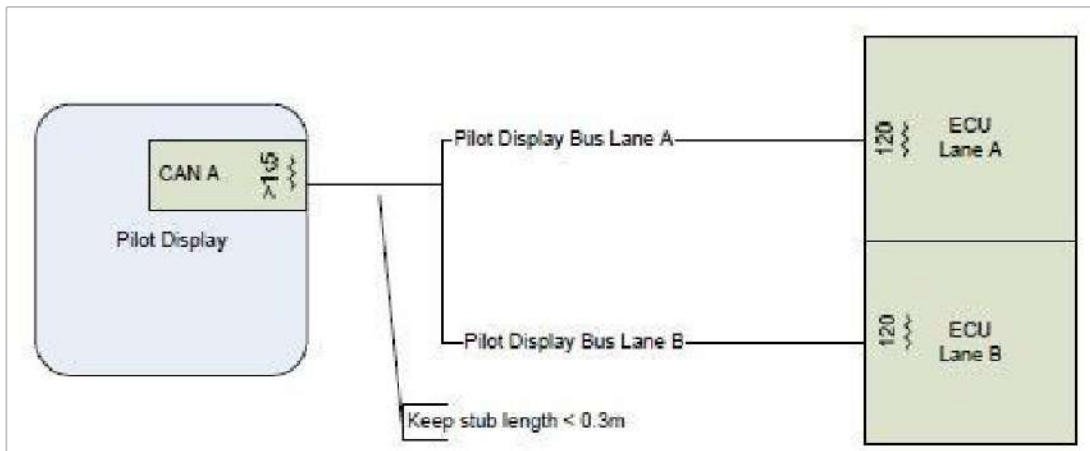 CAN A
>1k5
Pilot Display
Pilot Display Bus Lane A
120
ECU
Lane A
Pilot Display Bus Lane B
120
ECU
Lane B
Keep stub length < 0.3m